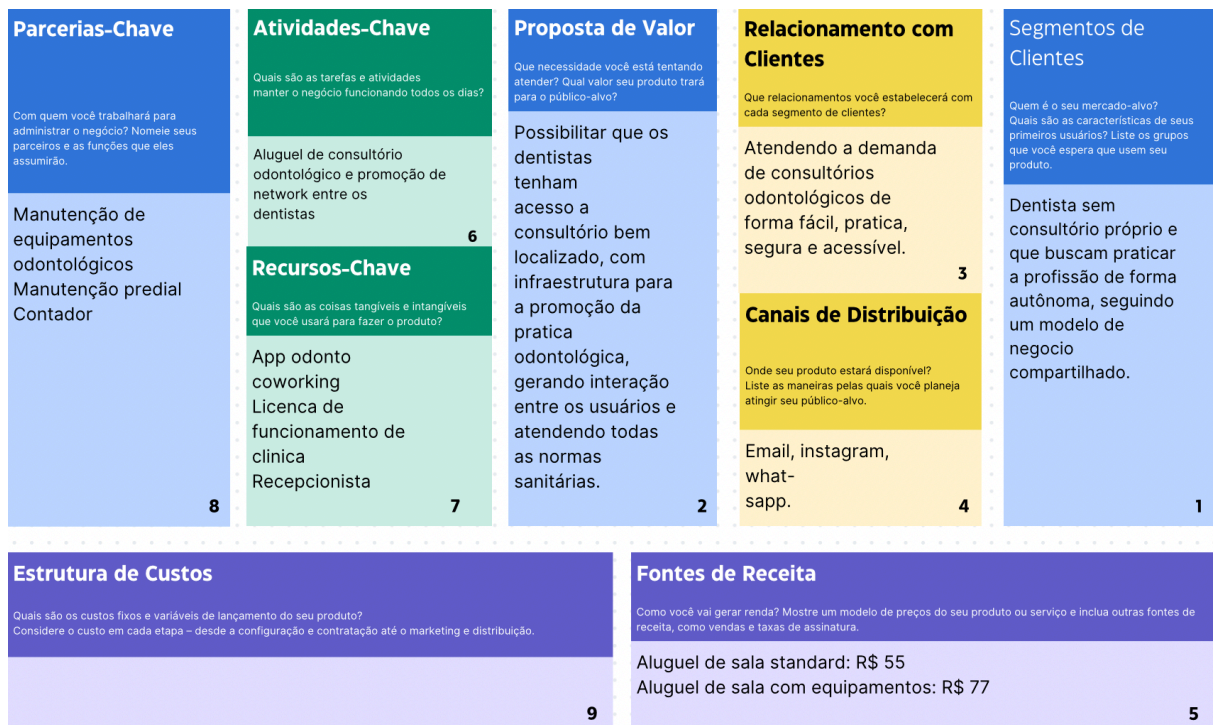 Parcerias-Chave
Com quem você trabalhará para
administrar o negócio? Nomeie seus
parceiros e as funções que eles
assumirão.
Manutenção de
equipamentos
odontológicos
Manutenção predial
Contador
8
Atividades-Chave
Quais são as tarefas e atividades
manter o negócio funcionando todos os dias?
Aluguel de consultório
odontológico e promoção de
network entre os
dentistas
6
Recursos-Chave
Quais são as coisas tangíveis e intangíveis
que você usará para fazer o produto?
App odonto
coworking
Licenca de
funcionamento de
clinica
Recepcionista
7
Proposta de Valor
Que necessidade você está tentando
atender? Qual valor seu produto trará
para o público-alvo?
Possibilitar que os
dentistas
tenham
acesso a
consultório bem
localizado, com
infraestrutura para
a promoção da
pratica
odontológica,
gerando interação
entre os usuários e
atendendo todas
as normas
sanitárias.
2
Relacionamento com
Clientes
Que relacionamentos você estabelecerá com
cada segmento de clientes?
Atendendo a demanda
de consultórios
odontológicos de
forma fácil, pratica,
segura e acessível.
3
Canais de Distribuição
Onde seu produto estará disponível?
Liste as maneiras pelas quais você planeja
atingir seu público-alvo.
Email, instagram,
what-
sapp.
4
Segmentos de
Clientes
Quem é o seu mercado-alvo?
Quais são as características de seus
primeiros usuários? Liste os grupos
que você espera que usem seu
produto.
Dentista sem
consultório próprio e
que buscam praticar
a profissão de forma
autônoma, seguindo
um modelo de
negocio
compartilhado.
1
Estrutura de Custos
Quais são os custos fixos e variáveis de lançamento do seu produto?
Considere o custo em cada etapa – desde a configuração e contratação até o marketing e distribuição.
9
Fontes de Receita
Como você vai gerar renda? Mostre um modelo de preços do seu produto ou serviço e inclua outras fontes de
receita, como vendas e taxas de assinatura.
Aluguel de sala standard: R$ 55
Aluguel de sala com equipamentos: R$ 77
5